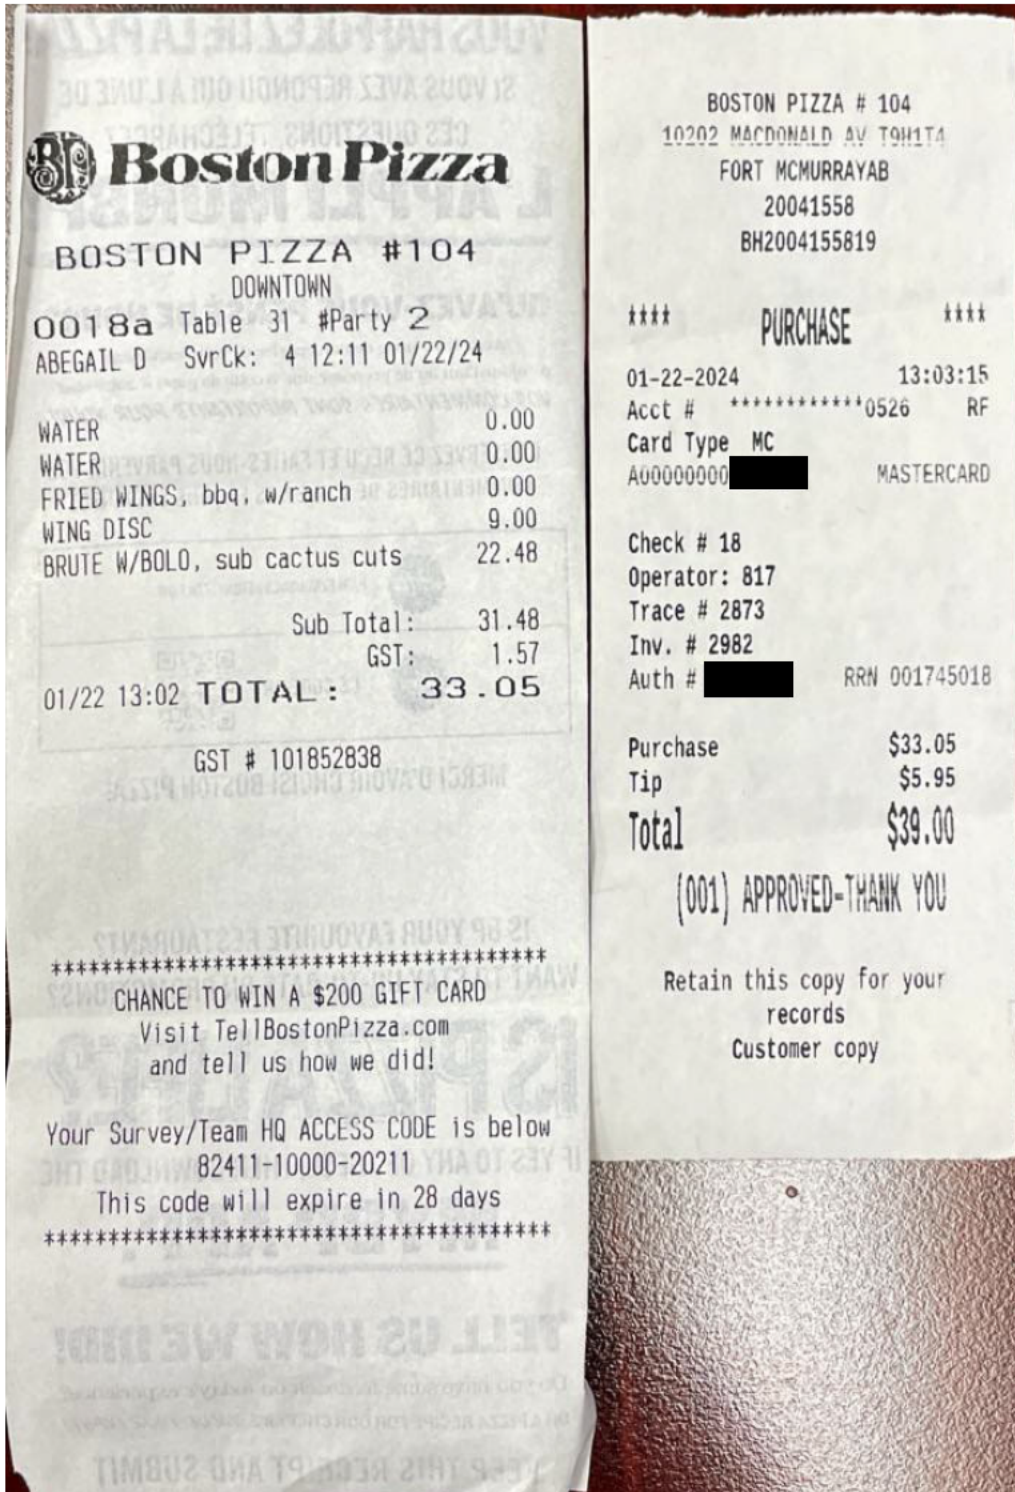 BP Boston Pizza
BOSTON PIZZA #104
DOWNTOWN
0018a Table 31 #Party 2
ABEGAIL D SvrCk: 4 12:11 01/22/24
WATER 0.00
WATER 0.00
FRIED WINGS, bbq, w/ranch 0.00
WING DISC 9.00
BRUTE W/BOLO, sub cactus cuts 22.48
Sub Total: 31.48
GST: 1.57
01/22 13:02 TOTAL: 33.05
GST # 101852838
*****************************************
CHANCE TO WIN A $200 GIFT CARD
Visit TellBostonPizza.com
and tell us how we did!
Your Survey/Team HQ ACCESS CODE is below
82411-10000-20211
This code will expire in 28 days
*****************************************
BOSTON PIZZA # 104
10202 MACDONALD AV T9H1T4
FORT MCMURRAYAB
20041558
BH2004155819
**** PURCHASE ****
01-22-2024 13:03:15
Acct # ************0526 RF
Card Type MC
A00000000 MASTERCARD
Check # 18
Operator: 817
Trace # 2873
Inv. # 2982
Auth # RRN 001745018
Purchase $33.05
Tip $5.95
Total $39.00
(001) APPROVED-THANK YOU
Retain this copy for your
records
Customer copy